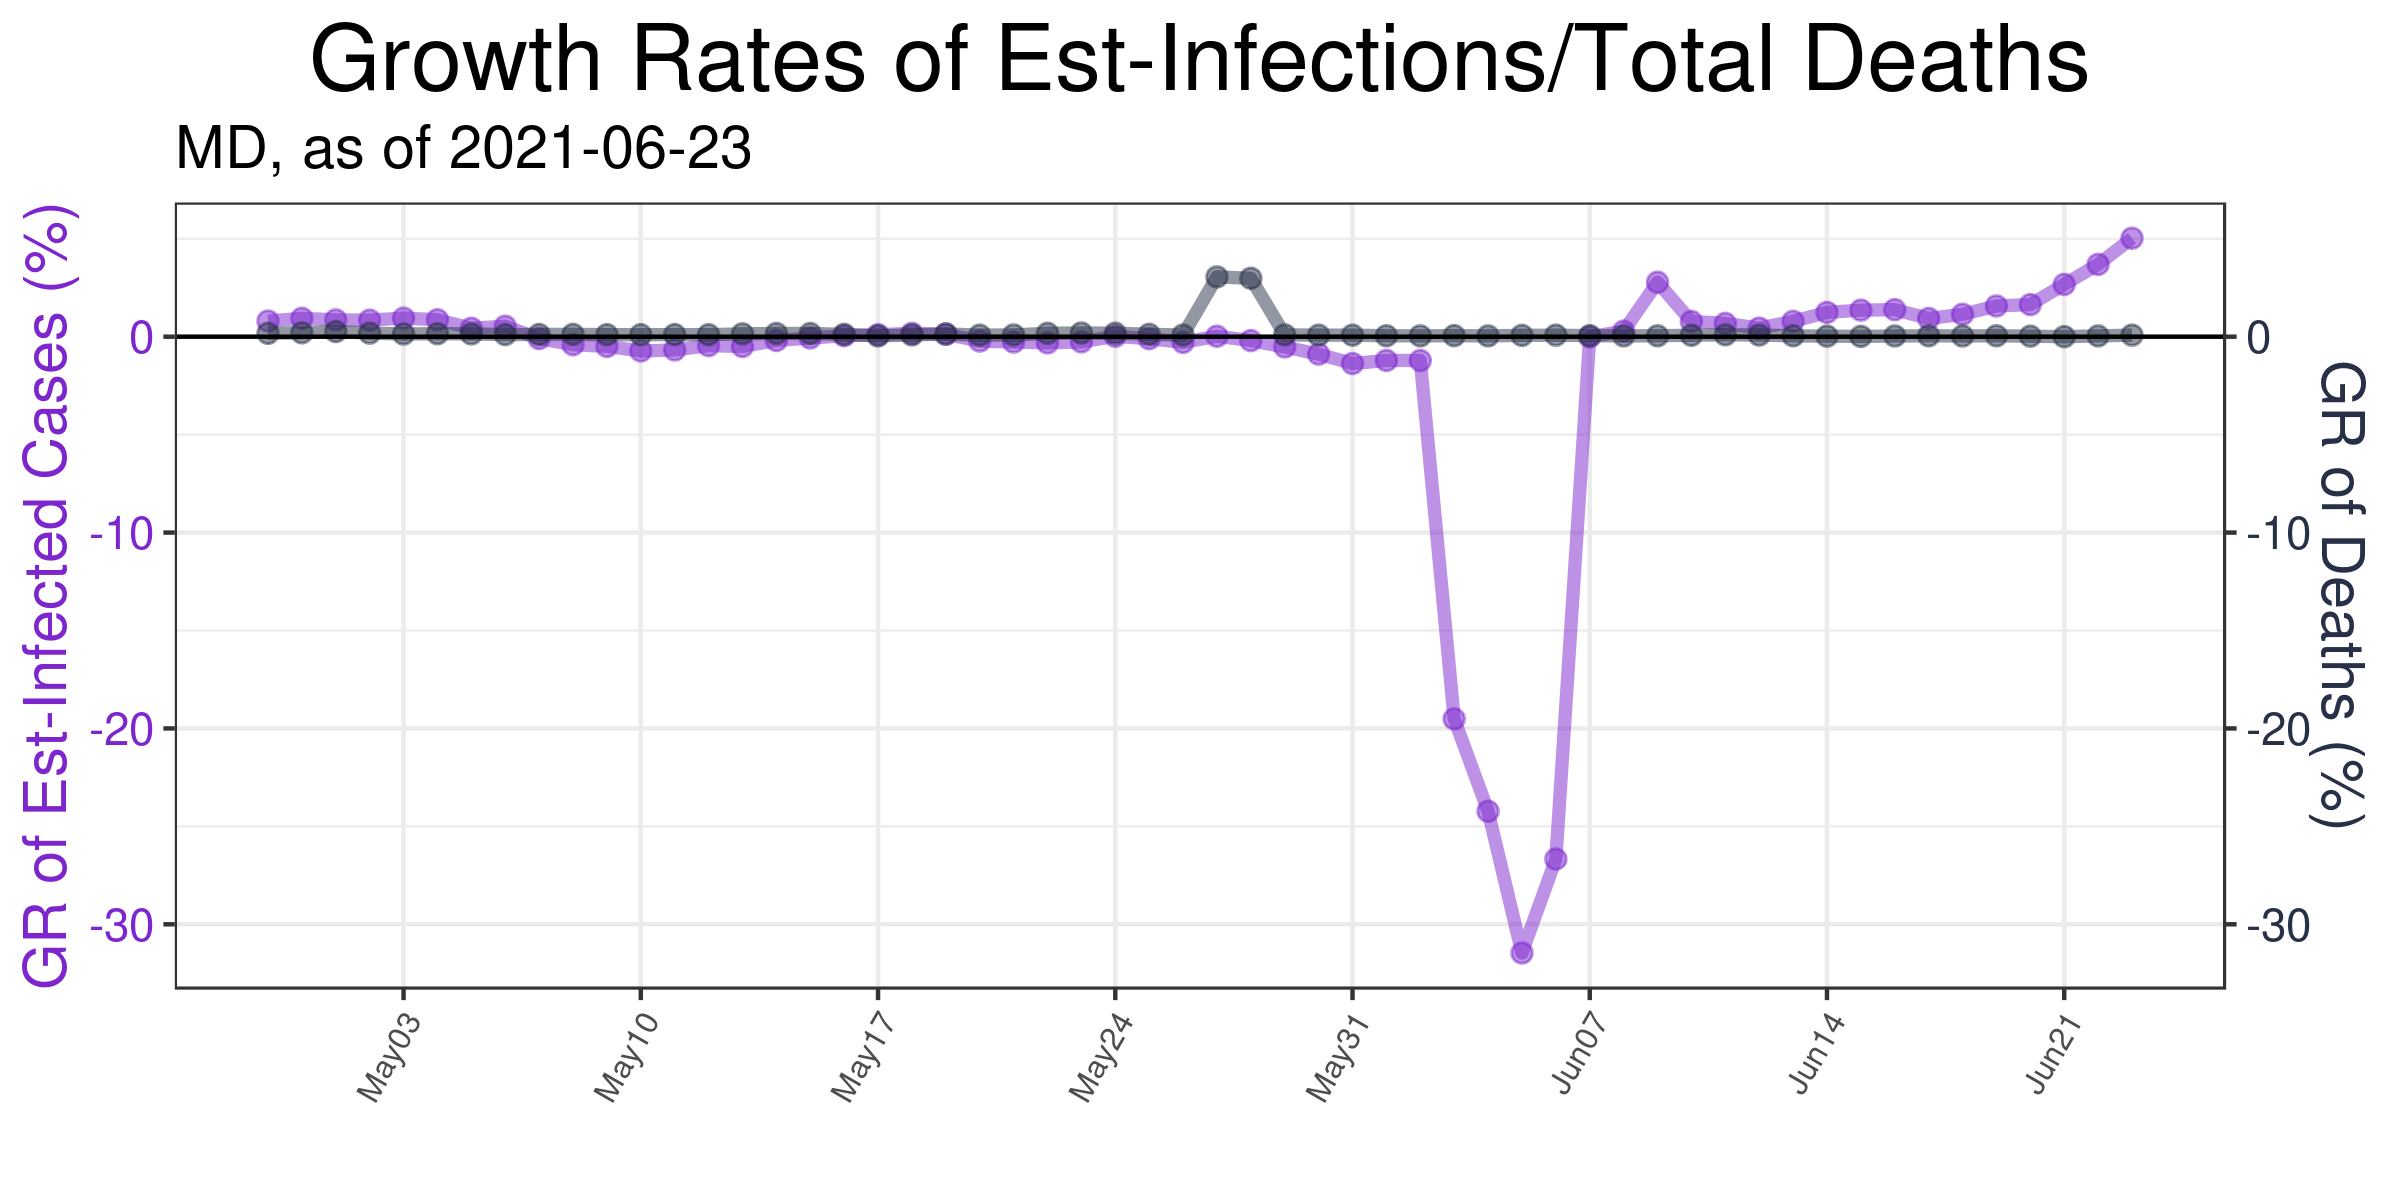 Growth Rates of Est-Infections/Total Deaths
MD, as of 2021-06-23
GR of Est-Infected Cases (%)
0
-10
-20
-30
0
-10
-20
-30
GR of Deaths (%)
May03
May10
May17
May24
May31
Jun07
Jun14
Jun21